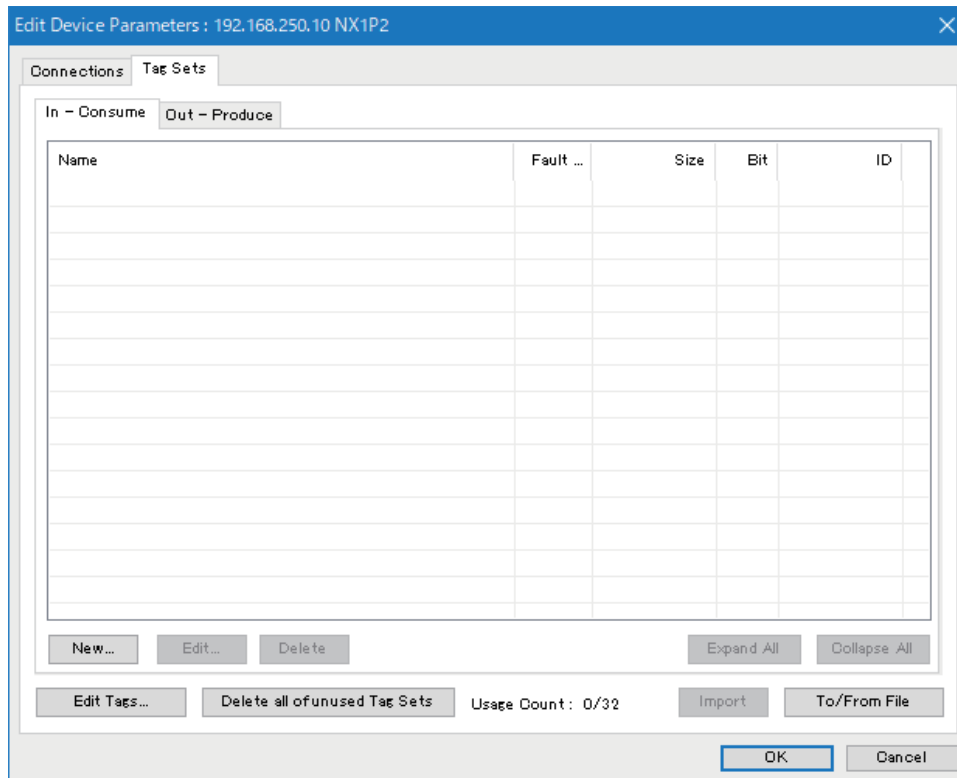 Edit Device Parameters : 192.168.250.10 NX1P2
Connections Tag Sets
In - Consume Out - Produce
Name Fault ... Size Bit ID
New... Edit... Delete Expand All Collapse All
Edit Tags... Delete all of unused Tag Sets Usage Count : 0/32 Import To/From File
OK Cancel